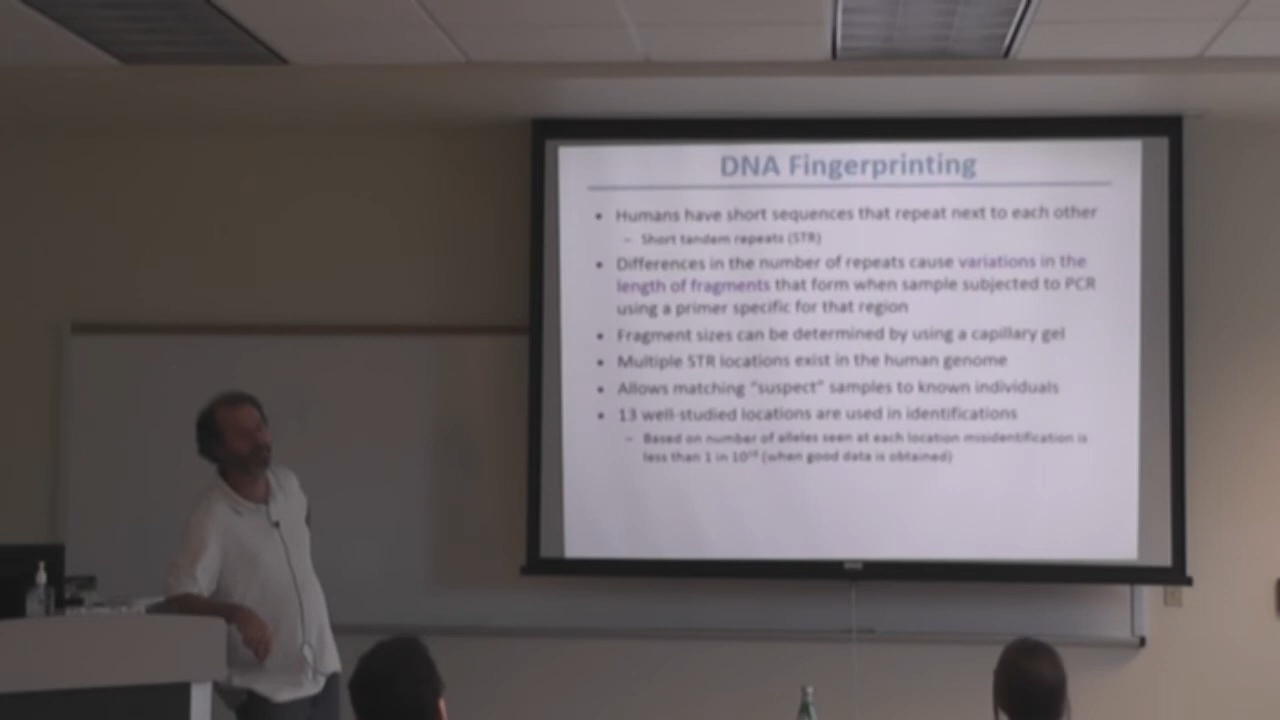 DNA Fingerprinting
• Humans have short sequences that repeat next to each other
– Short tandem repeats (STR)
• Differences in the number of repeats cause variations in the
length of fragments that form when sample subjected to PCR
using a primer specific for that region
• Fragment sizes can be determined by using a capillary gel
• Multiple STR locations exist in the human genome
• Allows matching "suspect" samples to known individuals
• 13 well-studied locations are used in identifications
– Based on number of alleles seen at each location misidentification is
less than 1 in (when good data is obtained)